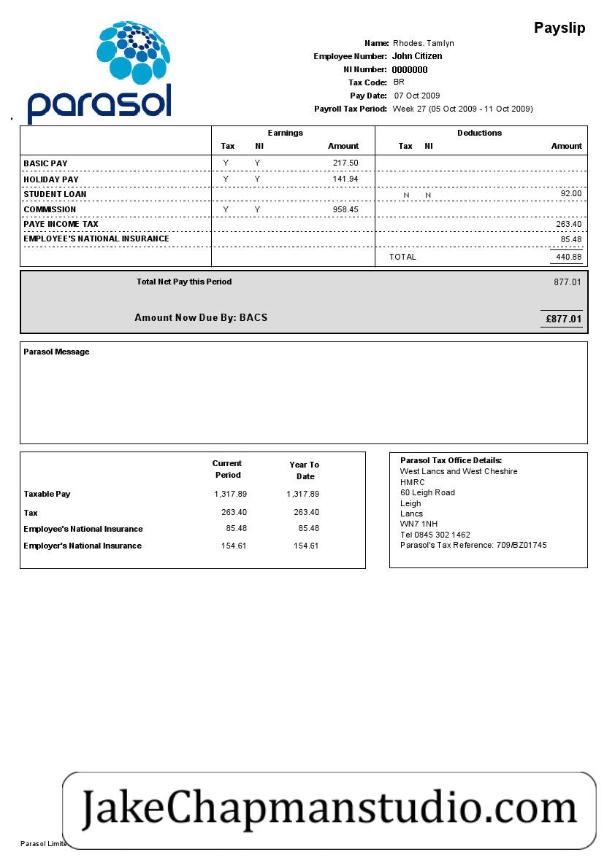 Payslip
parasol
Name: Rhodes, Tamlyn
Employee Number: John Citizen
NI Number: 0000000
Tax Code: BR
Pay Date: 07 Oct 2009
Payroll Tax Period: Week 27 (05 Oct 2009 - 11 Oct 2009)
Earnings Deductions
Tax NI Amount Tax NI Amount
BASIC PAY Y Y 217.50
HOLIDAY PAY Y Y 141.94
STUDENT LOAN N N 92.00
COMMISSION Y Y 958.45
PAYE INCOME TAX 263.40
EMPLOYEE'S NATIONAL INSURANCE 85.48
TOTAL 440.88
Total Net Pay this Period 877.01
Amount Now Due By: BACS £877.01
Parasol Message
Current Period Year To Date
Taxable Pay 1,317.89 1,317.89
Tax 263.40 263.40
Employee's National Insurance 85.48 85.48
Employer's National Insurance 154.61 154.61
Parasol Tax Office Details:
West Lancs and West Cheshire
HMRC
60 Leigh Road
Leigh
Lancs
WN7 1NH
Tel 0845 302 1462
Parasol's Tax Reference: 709/BZ01745
JakeChapmanstudio.com
Parasol Limite